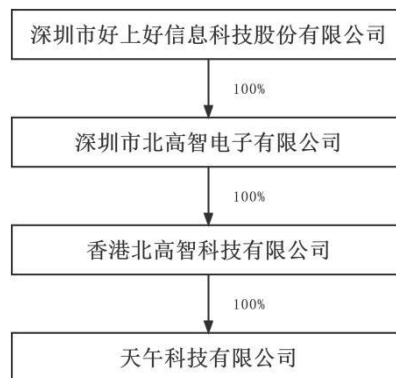 深圳市好上好信息科技股份有限公司
100%
深圳市北高智电子有限公司
100%
香港北高智科技有限公司
100%
天午科技有限公司